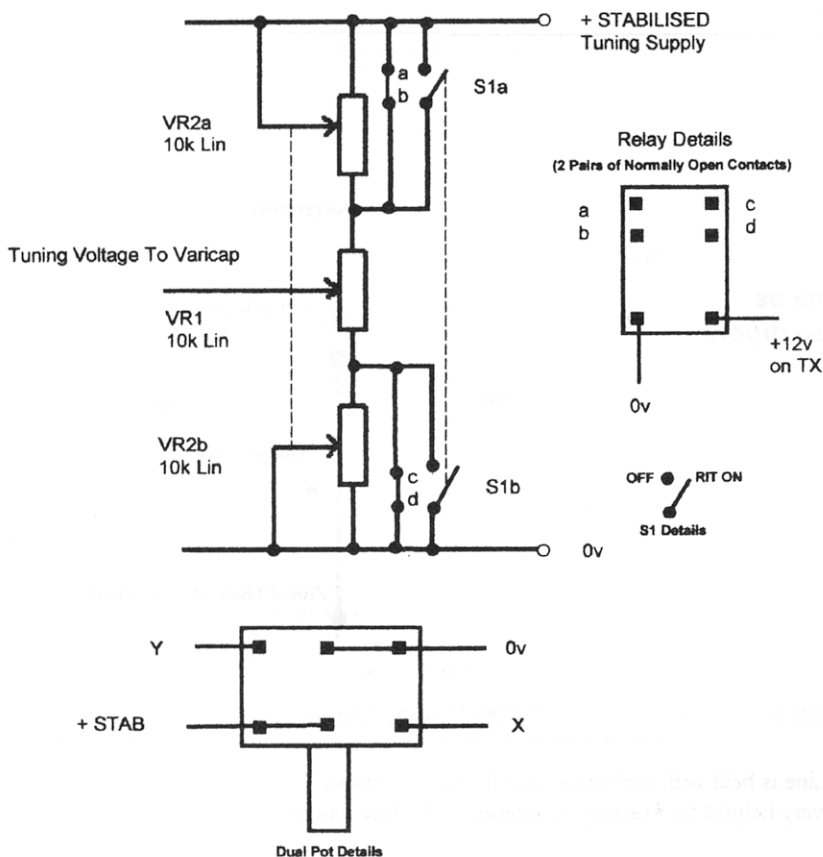 + STABILISED
Tuning Supply
a
b
S1a
VR2a
10k Lin
Relay Details
(2 Pairs of Normally Open Contacts)
a
b
c
d
Tuning Voltage To Varicap
VR1
10k Lin
+12v
on TX
0v
VR2b
10k Lin
c
d
S1b
OFF
RIT ON
S1 Details
0v
Y
0v
+ STAB
X
Dual Pot Details